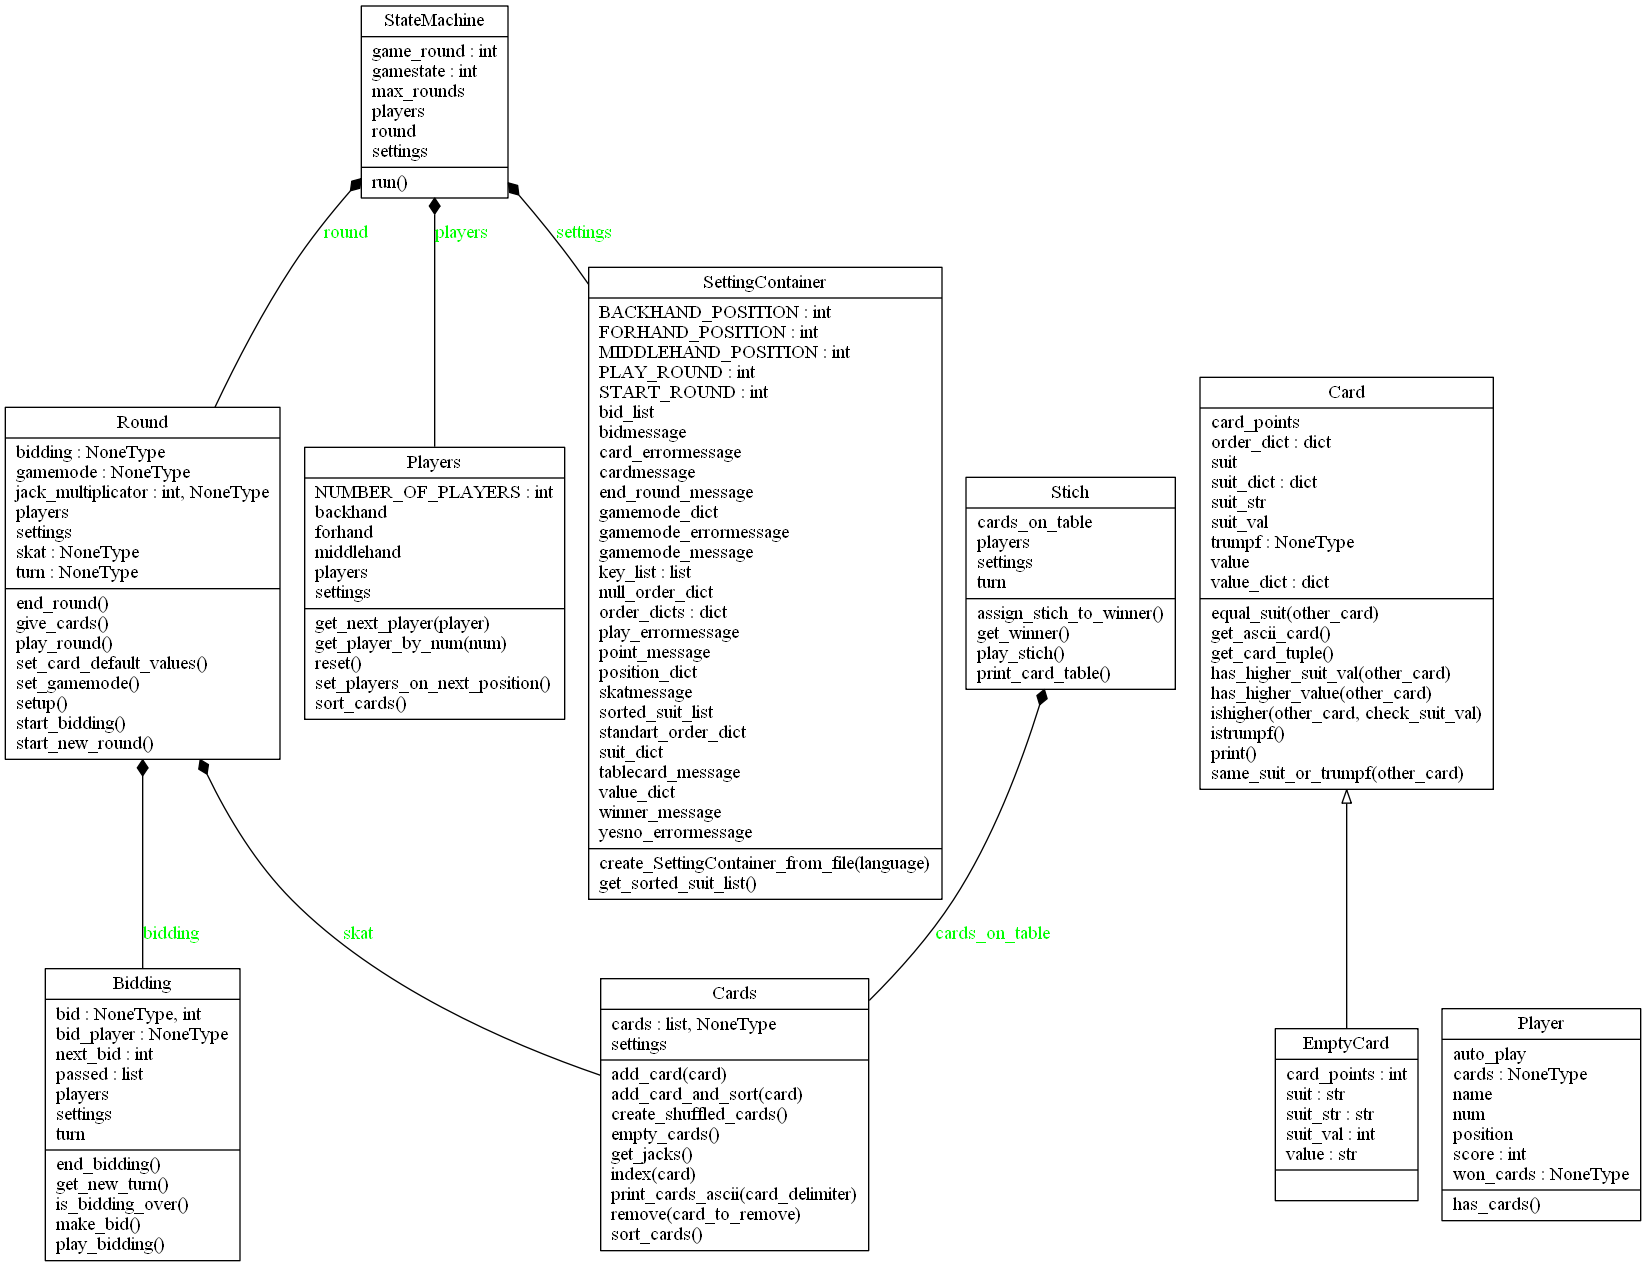 StateMachine
game_round : int
gamestate : int
max_rounds
players
round
settings
run()
round
players
settings
SettingContainer
BACKHAND_POSITION : int
FORHAND_POSITION : int
MIDDLEHAND_POSITION : int
PLAY_ROUND : int
START_ROUND : int
bid_list
bidmessage
card_errormessage
cardmessage
end_round_message
gamemode_dict
gamemode_errormessage
gamemode_message
key_list : list
null_order_dict
order_dicts : dict
play_errormessage
point_message
position_dict
skatmessage
sorted_suit_list
standart_order_dict
suit_dict
tablecard_message
value_dict
winner_message
yesno_errormessage
create_SettingContainer_from_file(language)
get_sorted_suit_list()
Card
card_points
order_dict : dict
suit
suit_dict : dict
suit_str
suit_val
trumpf : NoneType
value
value_dict : dict
equal_suit(other_card)
get_ascii_card()
get_card_tuple()
has_higher_suit_val(other_card)
has_higher_value(other_card)
ishigher(other_card, check_suit_val)
istrumpf()
print()
same_suit_or_trumpf(other_card)
Round
bidding : NoneType
gamemode : NoneType
jack_multiplicator : int, NoneType
players
settings
skat : NoneType
turn : NoneType
end_round()
give_cards()
play_round()
set_card_default_values()
set_gamemode()
setup()
start_bidding()
start_new_round()
Players
NUMBER_OF_PLAYERS : int
backhand
forhand
middlehand
players
settings
get_next_player(player)
get_player_by_num(num)
reset()
set_players_on_next_position()
sort_cards()
Stich
cards_on_table
players
settings
turn
assign_stich_to_winner()
get_winner()
play_stich()
print_card_table()
bidding
skat
cards_on_table
Bidding
bid : NoneType, int
bid_player : NoneType
next_bid : int
passed : list
players
settings
turn
end_bidding()
get_new_turn()
is_bidding_over()
make_bid()
play_bidding()
Cards
cards : list, NoneType
settings
add_card(card)
add_card_and_sort(card)
create_shuffled_cards()
empty_cards()
get_jacks()
index(card)
print_cards_ascii(card_delimiter)
remove(card_to_remove)
sort_cards()
EmptyCard
card_points : int
suit : str
suit_str : str
suit_val : int
value : str
Player
auto_play
cards : NoneType
name
num
position
score : int
won_cards : NoneType
has_cards()